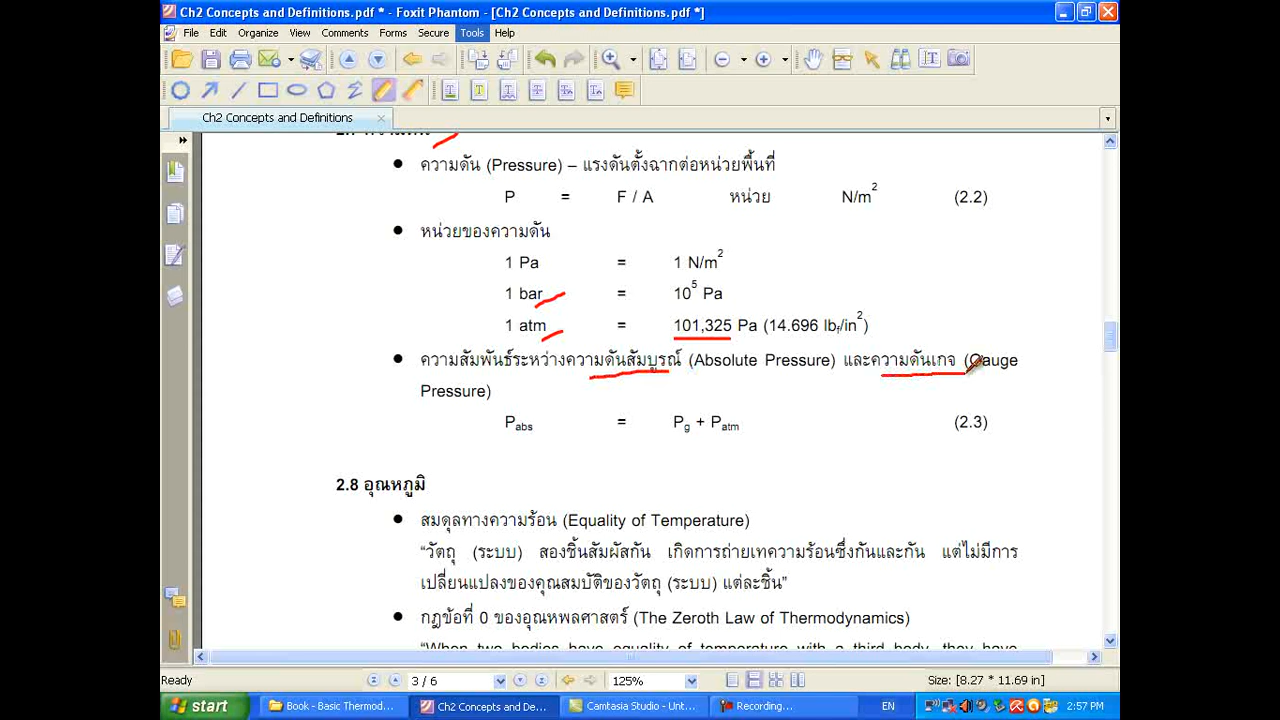 Ch2 Concepts and Definitions.pdf * - Foxit Phantom - [Ch2 Concepts and Definitions.pdf *]
File Edit Organize View Comments Forms Secure Tools Help
Ch2 Concepts and Definitions
ความดัน (Pressure) – แรงดันตั้งฉากต่อหน่วยพื้นที่
P = F / A หน่วย N/m² (2.2)
หน่วยของความดัน
1 Pa = 1 N/m²
1 bar = 10⁵ Pa
1 atm = 101,325 Pa (14.696 lbf/in²)
ความสัมพันธ์ระหว่างความดันสัมบูรณ์ (Absolute Pressure) และความดันเกจ (Gauge
Pressure)
Pabs = Pg + Patm (2.3)
2.8 อุณหภูมิ
สมดุลทางความร้อน (Equality of Temperature)
“วัตถุ (ระบบ) สองชิ้นสัมผัสกัน เกิดการถ่ายเทความร้อนซึ่งกันและกัน แต่ไม่มีการ
เปลี่ยนแปลงของคุณสมบัติของวัตถุ (ระบบ) แต่ละชิ้น”
กฎข้อที่ 0 ของอุณหพลศาสตร์ (The Zeroth Law of Thermodynamics)
“When two bodies have equality of temperature with a third body, they have
Ready 3 / 6 125% Size: [8.27 * 11.69 in]
start Book - Basic Thermod... Ch2 Concepts and De... Camtasia Studio - Unt... Recording... EN 2:57 PM